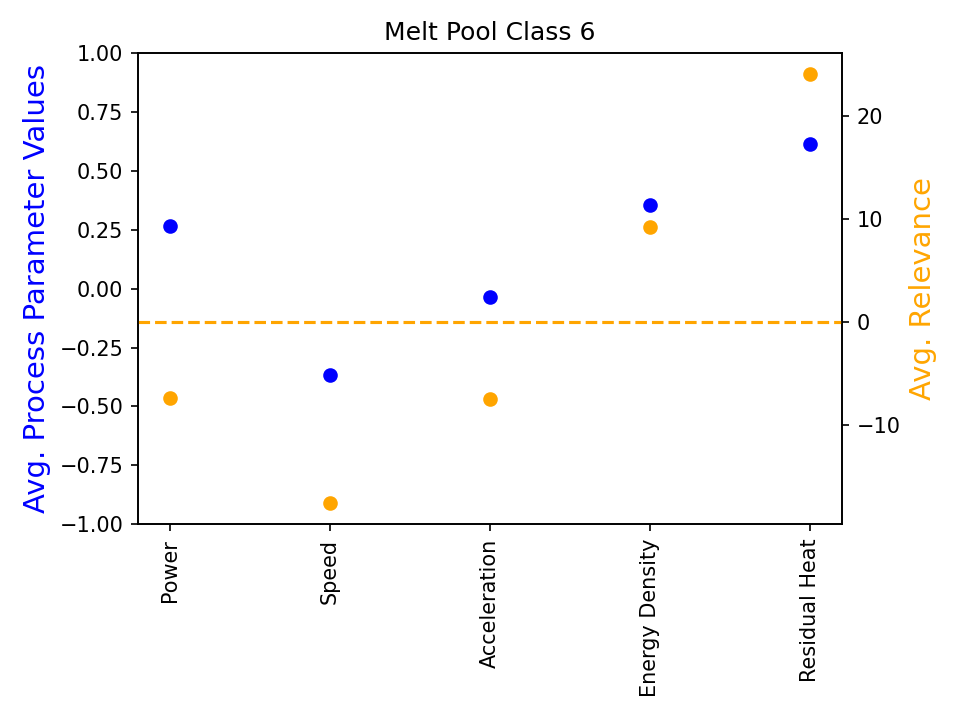 Melt Pool Class 6
Avg. Process Parameter Values
1.00
0.75
0.50
0.25
0.00
−0.25
−0.50
−0.75
−1.00
20
10
0
−10
Avg. Relevance
Power
Speed
Acceleration
Energy Density
Residual Heat